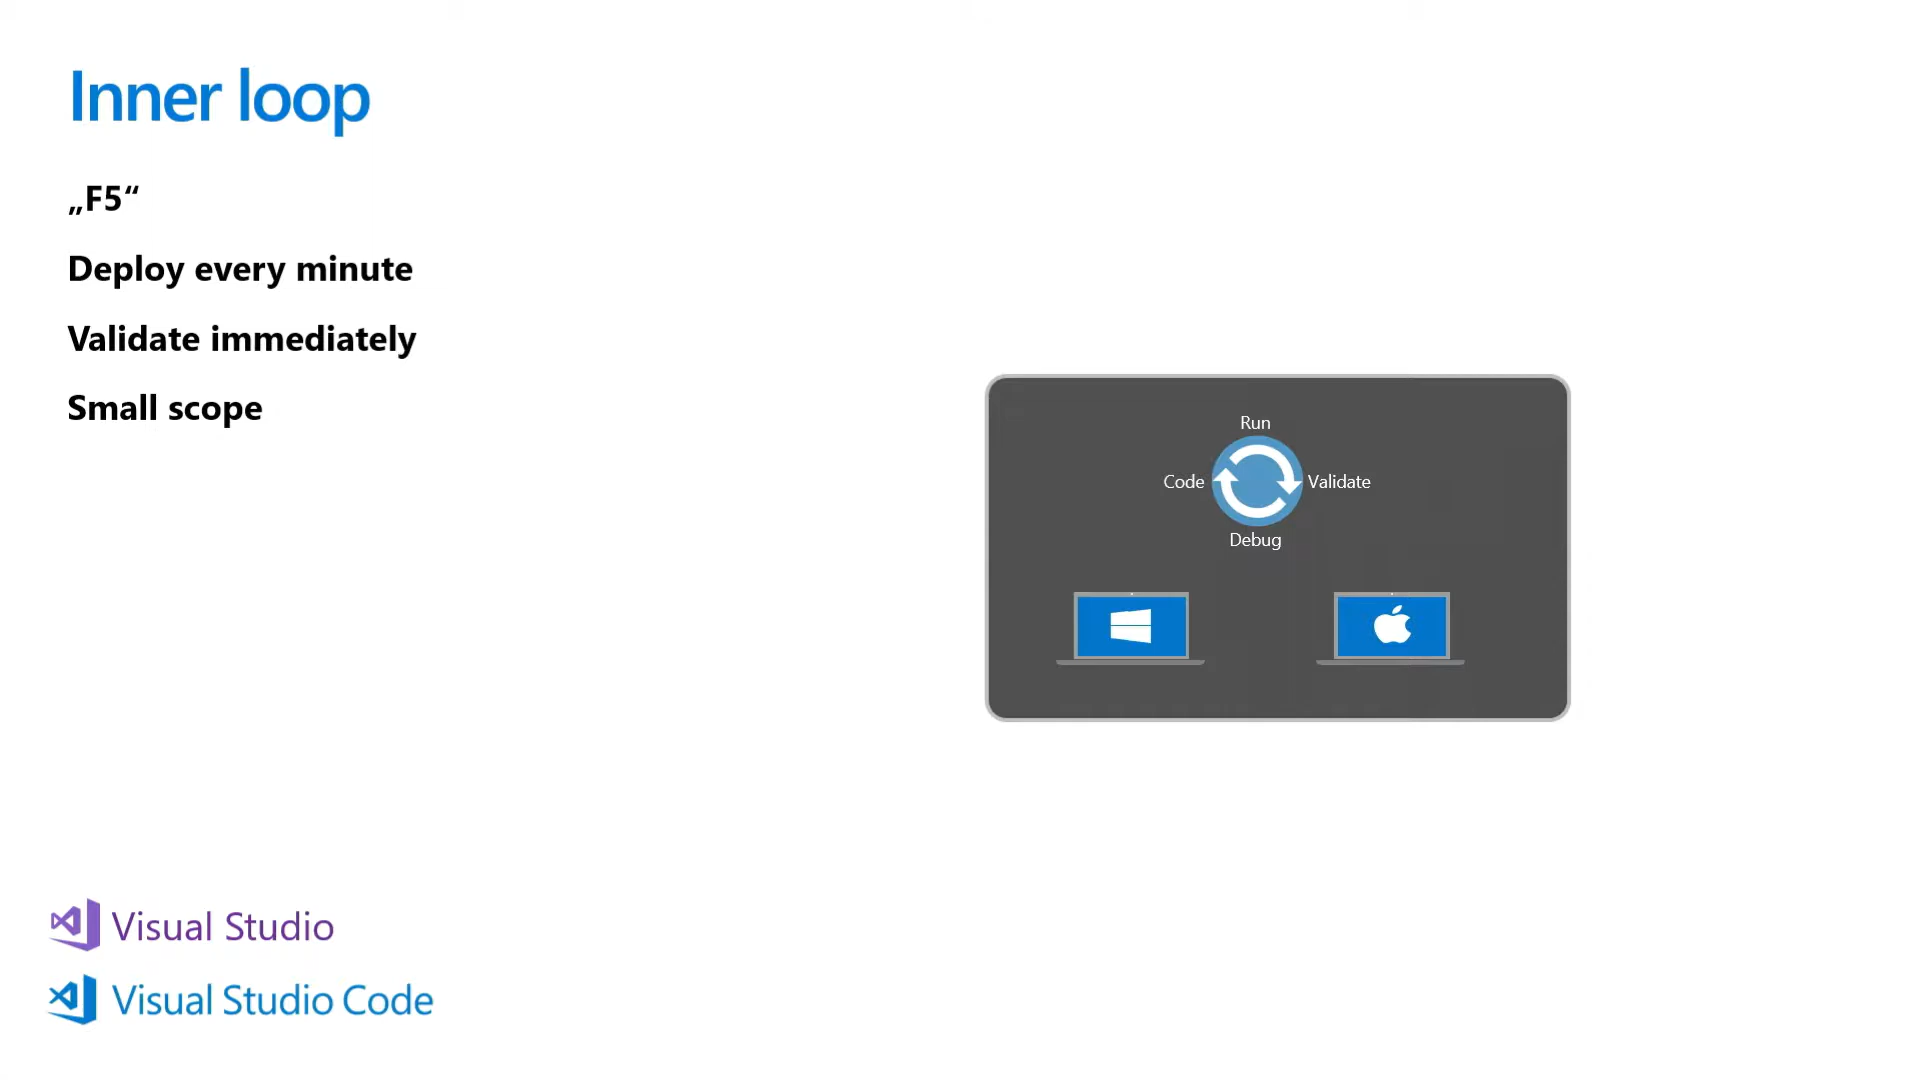 Inner loop
„F5“
Deploy every minute
Validate immediately
Small scope
Run
Code
Validate
Debug
Visual Studio
Visual Studio Code